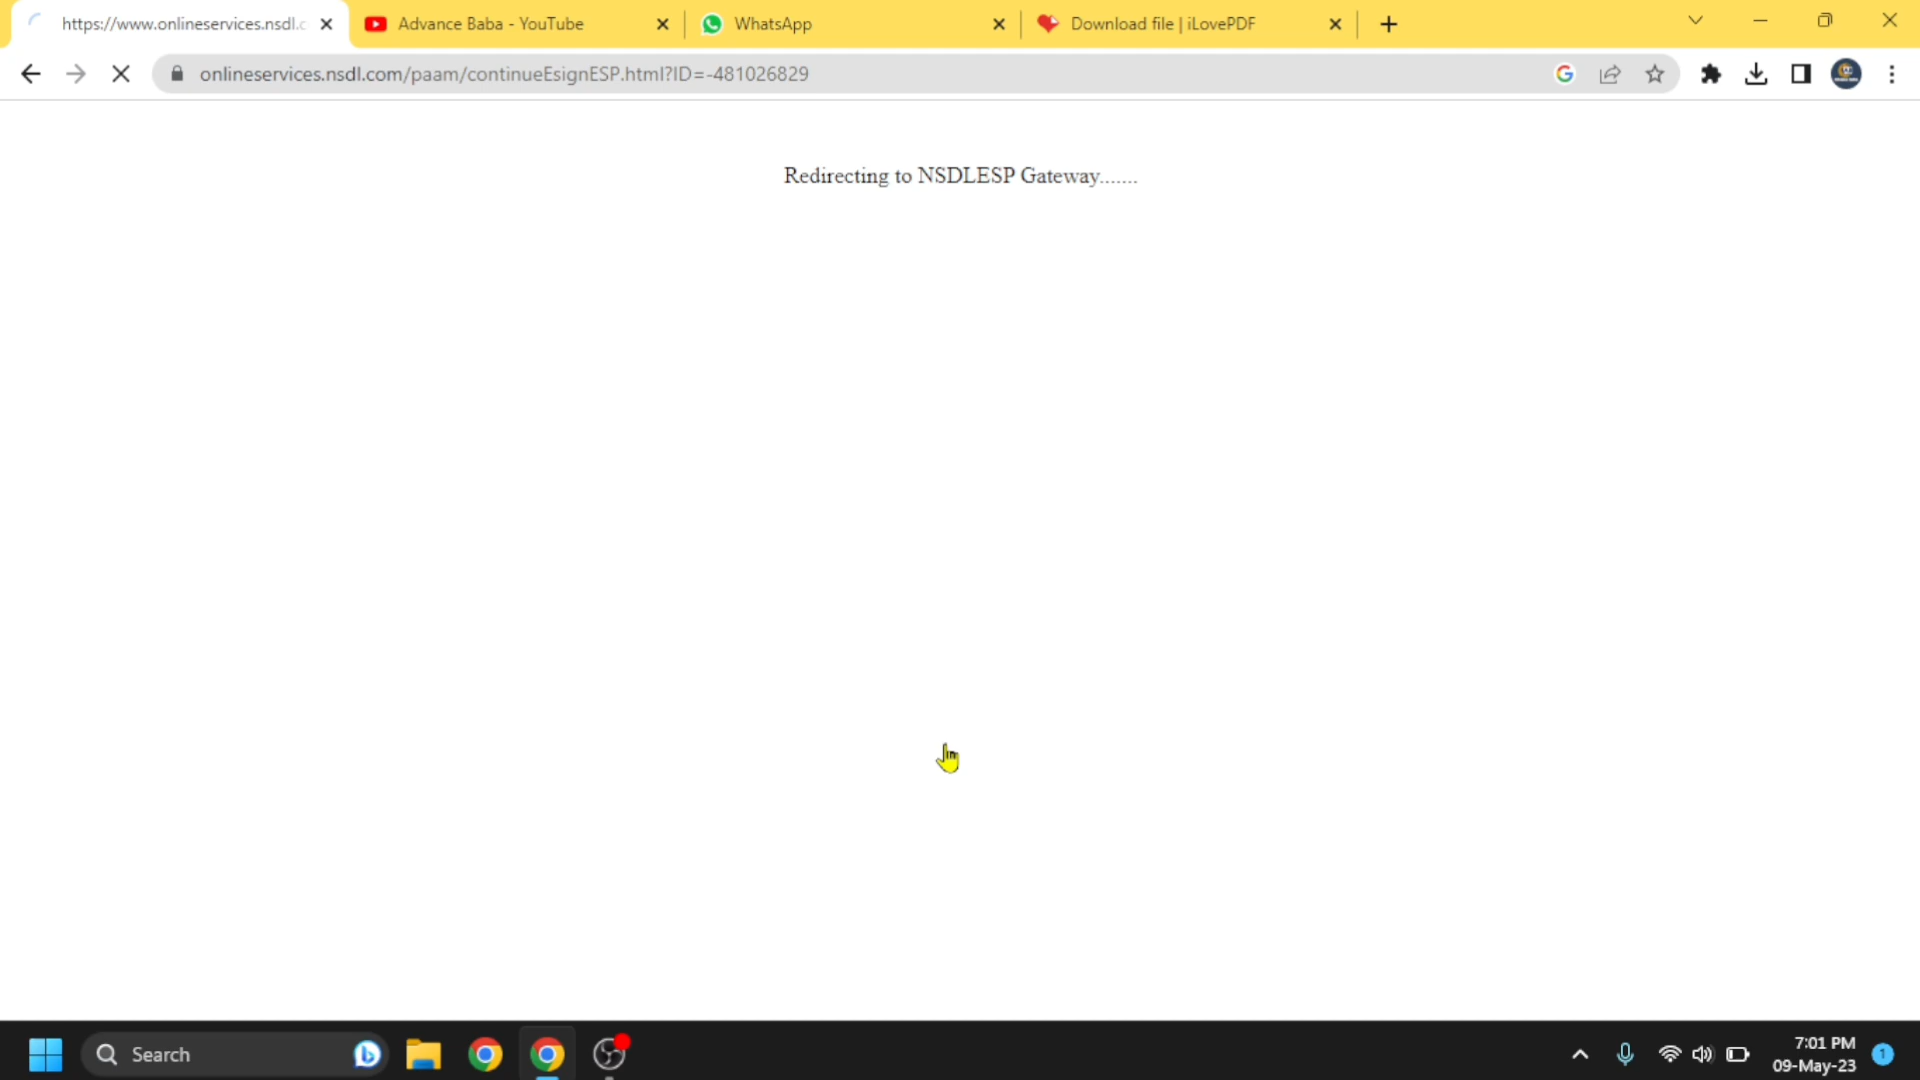 https://www.onlineservices.nsdl.c
Advance Baba - YouTube
WhatsApp
Download file | iLovePDF
onlineservices.nsdl.com/paam/continueEsignESP.html?ID=-481026829
Redirecting to NSDLESP Gateway.......
Search
7:01 PM
09-May-23
1